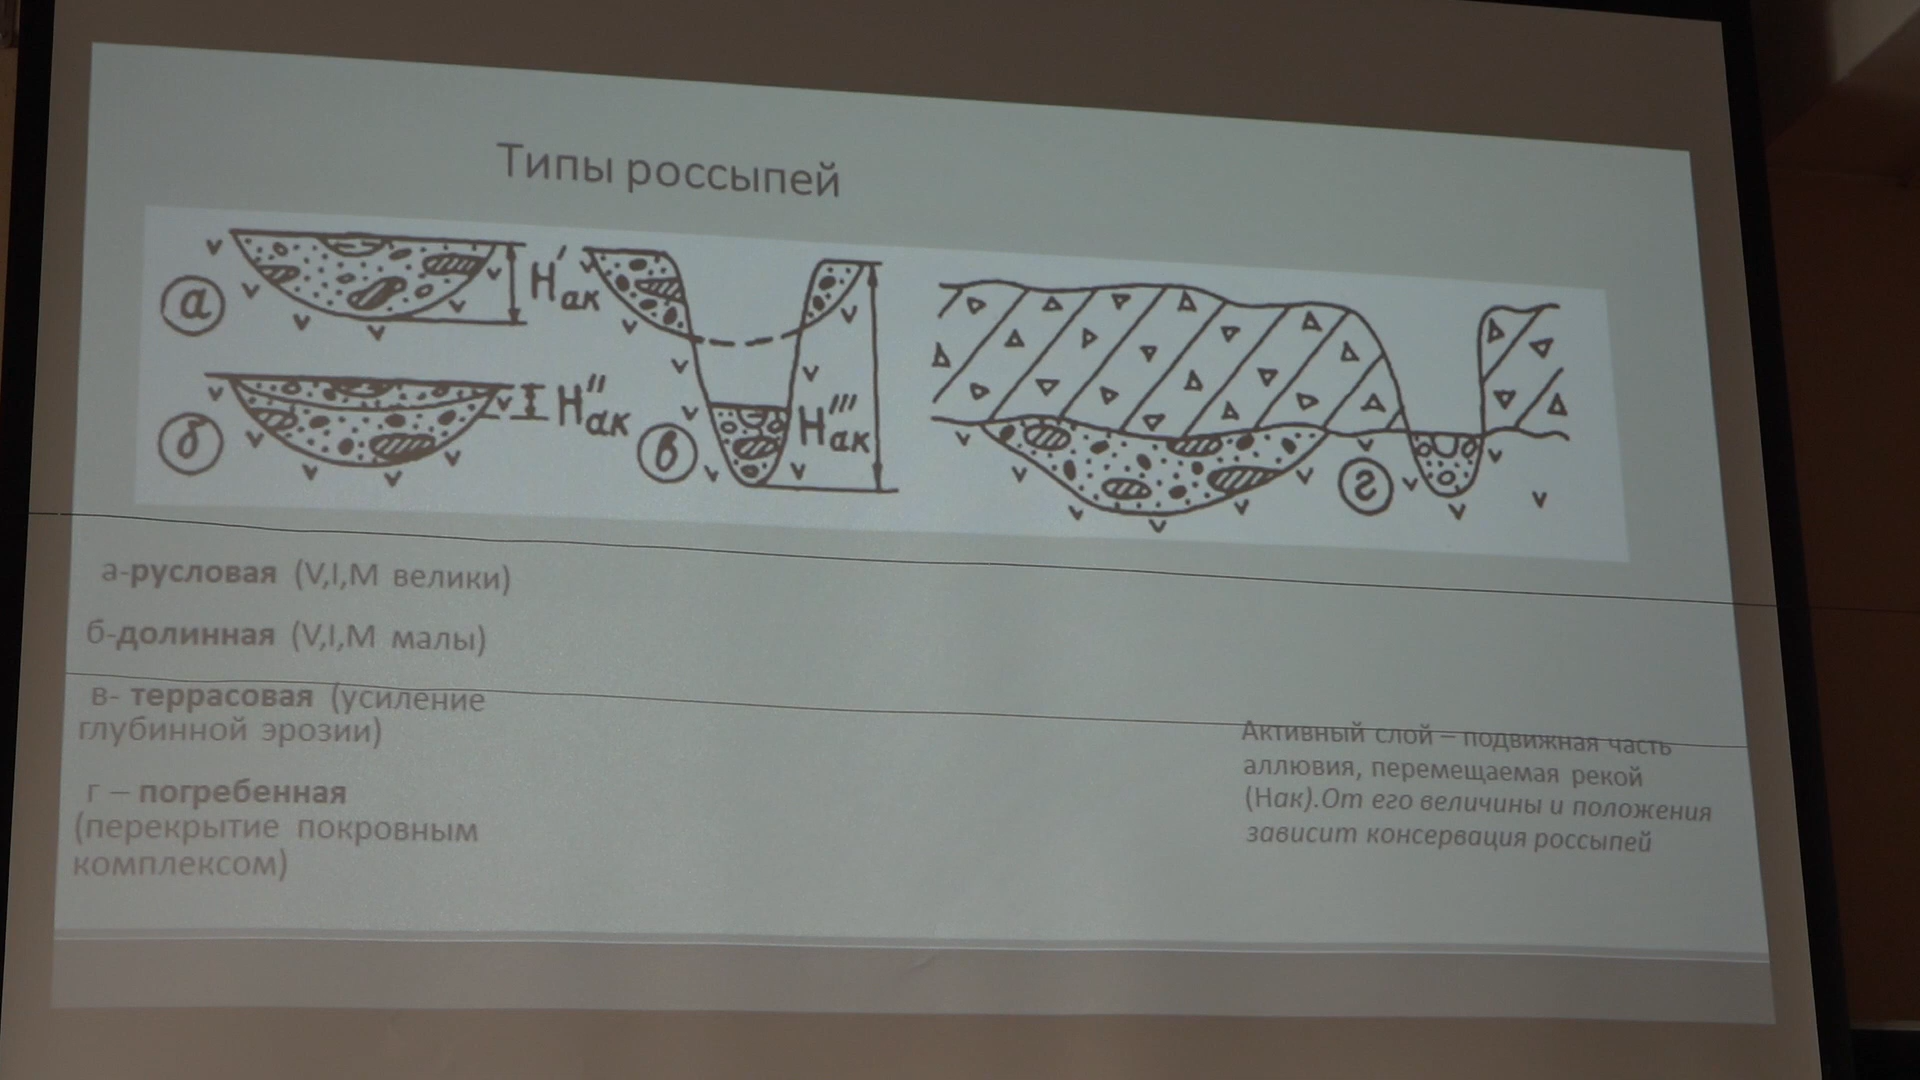 Типы россыпей
а
H'ак
б
H''ак
в
H'''ак
г
а-русловая (V,I,M велики)
б-долинная (V,I,M малы)
в- террасовая (усиление
глубинной эрозии)
г – погребенная
(перекрытие покровным
комплексом)
Активный слой – подвижная часть
аллювия, перемещаемая рекой
(Нак).От его величины и положения
зависит консервация россыпей